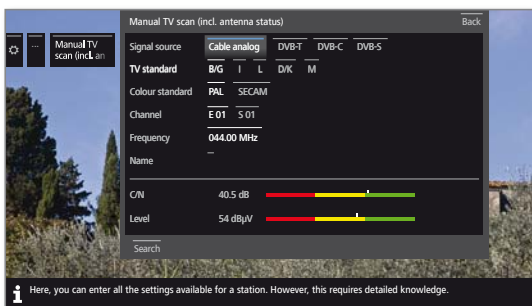 Manual TV scan (incl. antenna status) Back
... Manual TV
scan (incl. an
Signal source Cable analog DVB-T DVB-C DVB-S
TV standard B/G I L D/K M
Colour standard PAL SECAM
Channel E 01 S 01
Frequency 044.00 MHz
Name –
C/N 40.5 dB
Level 54 dBµV
Search
i Here, you can enter all the settings available for a station. However, this requires detailed knowledge.